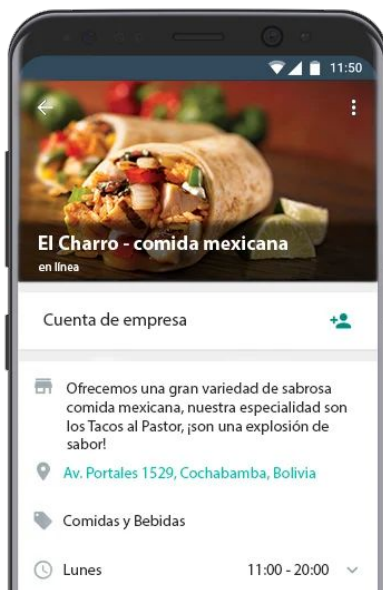 11:50
El Charro - comida mexicana
en línea
Cuenta de empresa
Ofrecemos una gran variedad de sabrosa
comida mexicana, nuestra especialidad son
los Tacos al Pastor, ¡son una explosión de
sabor!
Av. Portales 1529, Cochabamba, Bolivia
Comidas y Bebidas
Lunes 11:00 - 20:00